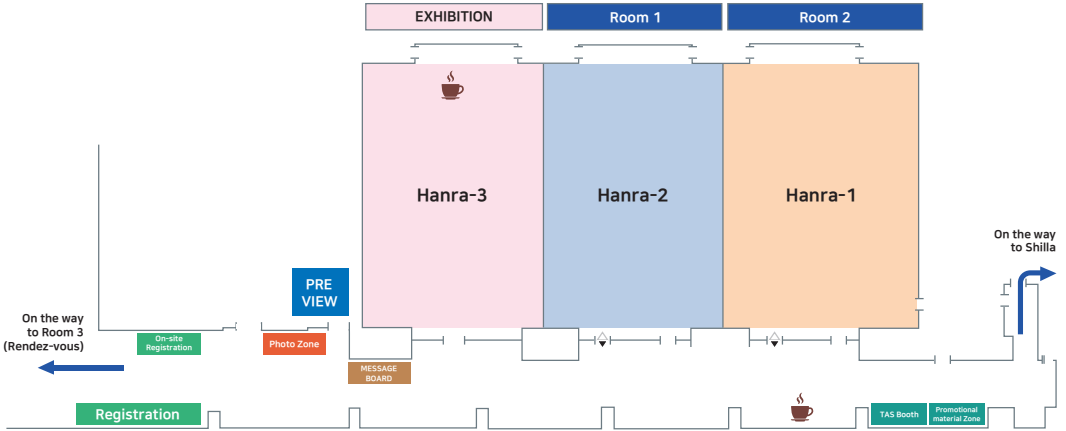 EXHIBITION
Room 1
Room 2
Hanra-3
Hanra-2
Hanra-1
On the way
to Shilla
PRE
VIEW
On the way
to Room 3
(Rendez-vous)
On-site
Registration
Photo Zone
MESSAGE
BOARD
Registration
TAS Booth
Promotional
material Zone